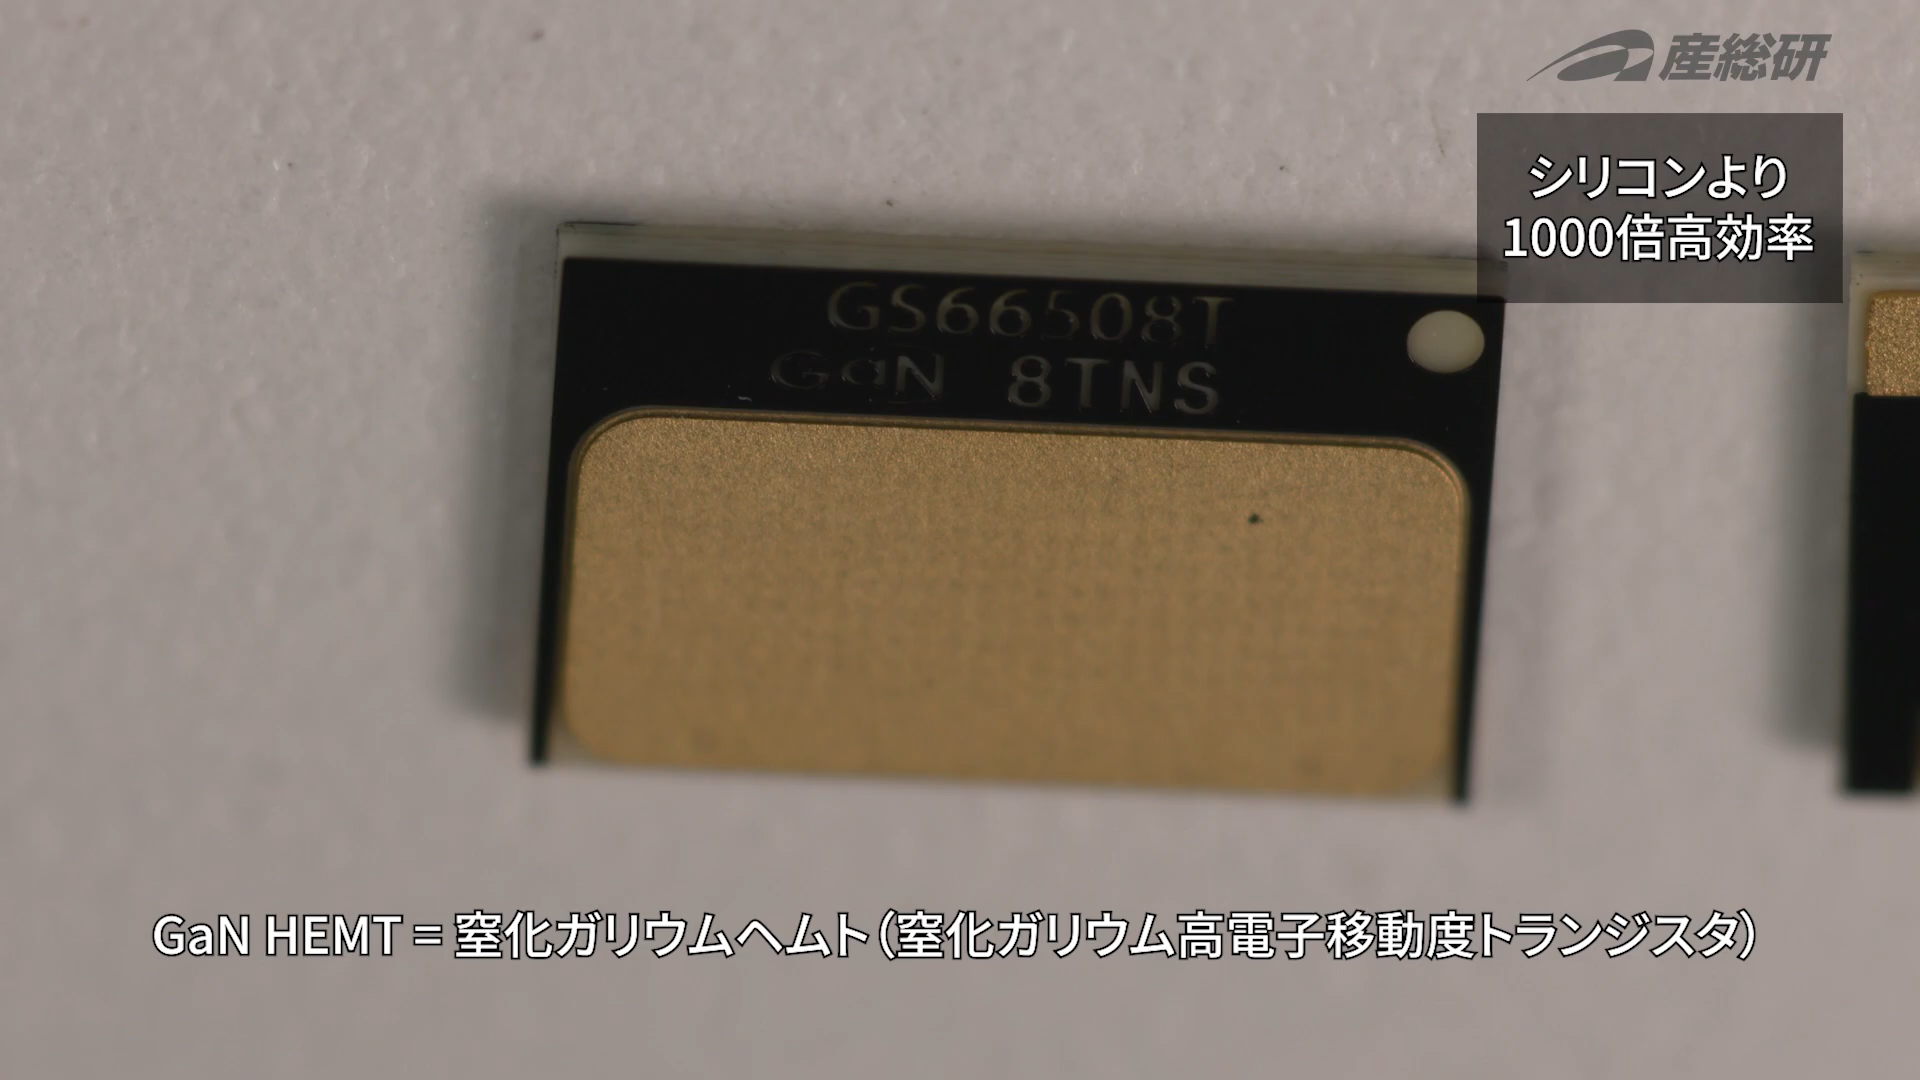 産総研
シリコンより
1000倍高効率
GS66508T
GaN 8TNS
GaN HEMT = 窒化ガリウムヘムト（窒化ガリウム高電子移動度トランジスタ）